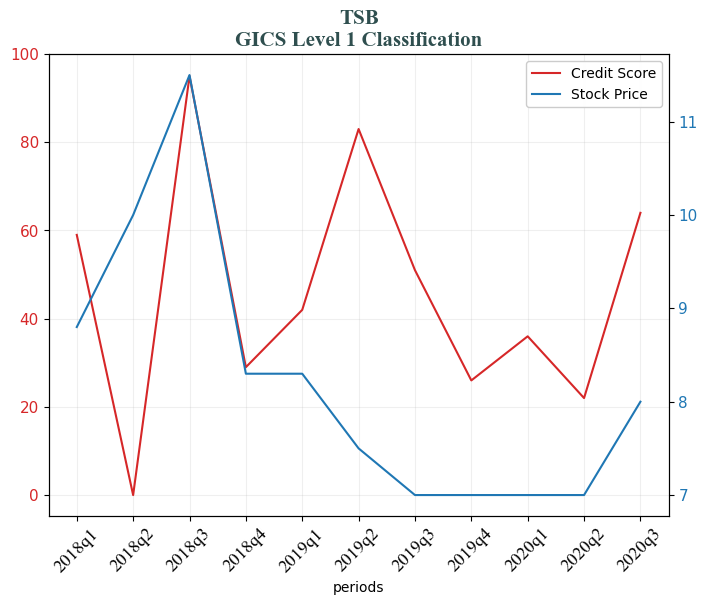 TSB
GICS Level 1 Classification
Credit Score
Stock Price
100
80
60
40
20
0
11
10
9
8
7
2018q1
2018q2
2018q3
2018q4
2019q1
2019q2
2019q3
2019q4
2020q1
2020q2
2020q3
periods